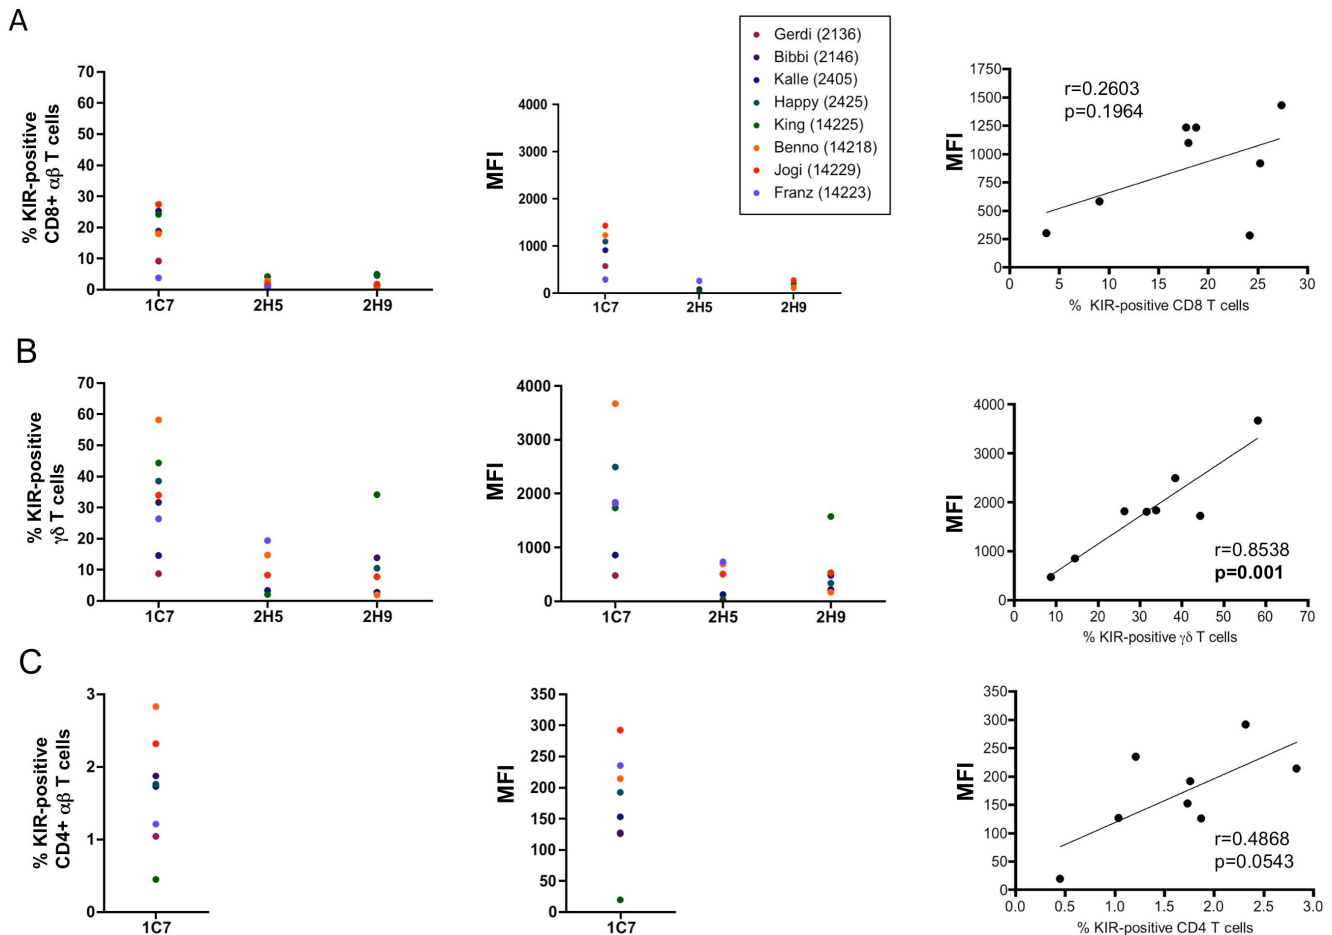 A
% KIR-positive
CD8+ αβ T cells
70
60
50
40
30
20
10
0
1C7 2H5 2H9
MFI
4000
3000
2000
1000
0
1C7 2H5 2H9
Gerdi (2136)
Bibbi (2146)
Kalle (2405)
Happy (2425)
King (14225)
Benno (14218)
Jogi (14229)
Franz (14223)
MFI
1750
1500
1250
1000
750
500
250
0
r=0.2603
p=0.1964
0 5 10 15 20 25 30
% KIR-positive CD8 T cells
B
% KIR-positive
γδ T cells
70
60
50
40
30
20
10
0
1C7 2H5 2H9
MFI
4000
3000
2000
1000
0
1C7 2H5 2H9
MFI
4000
3000
2000
1000
0
r=0.8538
p=0.001
0 10 20 30 40 50 60 70
% KIR-positive γδ T cells
C
% KIR-positive
CD4+ αβ T cells
3
2
1
0
1C7
MFI
350
300
250
200
150
100
50
0
1C7
MFI
350
300
250
200
150
100
50
0
r=0.4868
p=0.0543
0.0 0.5 1.0 1.5 2.0 2.5 3.0
% KIR-positive CD4 T cells